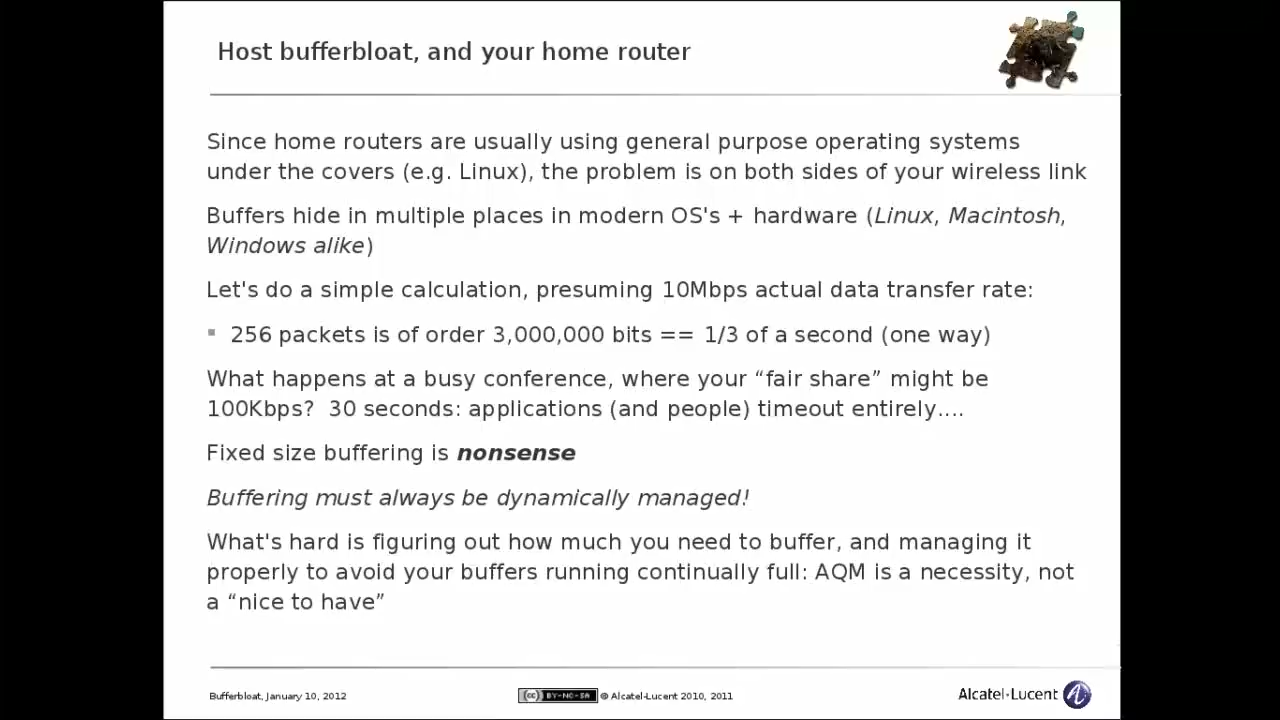 Host bufferbloat, and your home router
Since home routers are usually using general purpose operating systems
under the covers (e.g. Linux), the problem is on both sides of your wireless link
Buffers hide in multiple places in modern OS's + hardware (Linux, Macintosh,
Windows alike)
Let's do a simple calculation, presuming 10Mbps actual data transfer rate:
▪ 256 packets is of order 3,000,000 bits == 1/3 of a second (one way)
What happens at a busy conference, where your “fair share” might be
100Kbps?  30 seconds: applications (and people) timeout entirely....
Fixed size buffering is nonsense
Buffering must always be dynamically managed!
What's hard is figuring out how much you need to buffer, and managing it
properly to avoid your buffers running continually full: AQM is a necessity, not
a “nice to have”
Bufferbloat, January 10, 2012
(cc) BY-NC-SA © Alcatel-Lucent 2010, 2011
Alcatel·Lucent